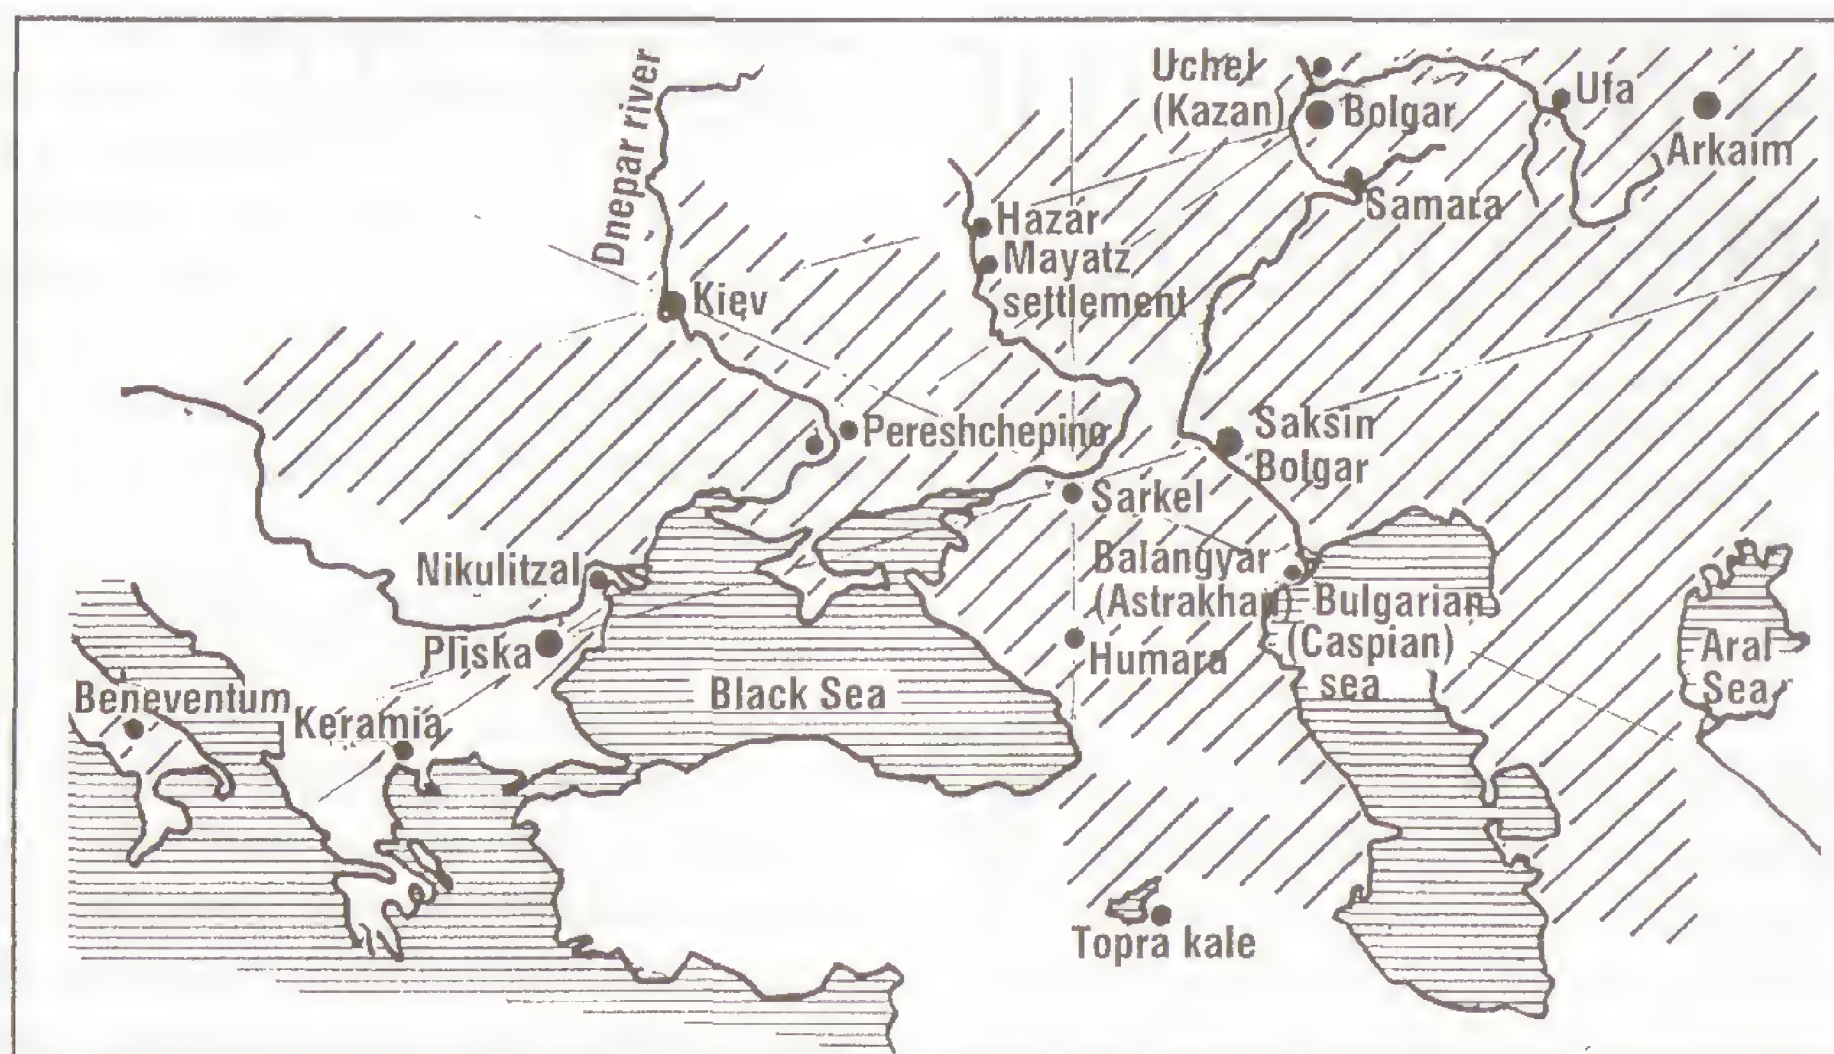 Dnepar river
Uchel
(Kazan)
Bolgar
Ufa
Arkaim
Samara
Hazar
Mayatz
settlement
Kiev
Pereshchepino
Saksin
Bolgar
Sarkel
Nikulitzal
Balangyar
(Astrakhan)
Bulgarian
(Caspian)
sea
Humara
Pliska
Black Sea
Aral
Sea
Beneventum
Keramia
Topra kale